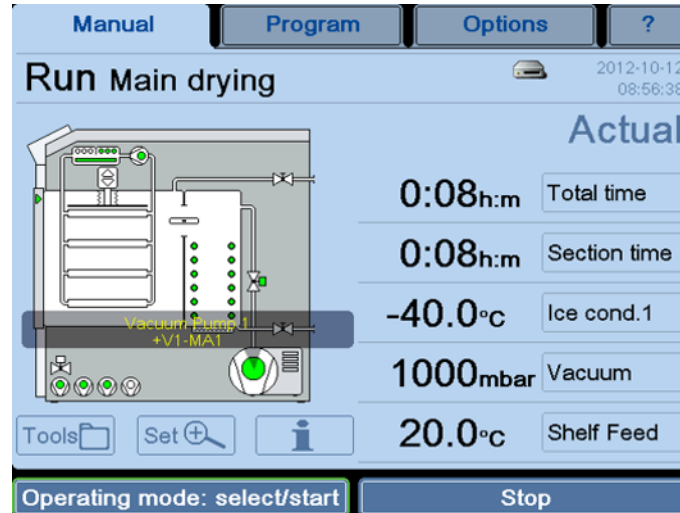 Manual
Program
Options
?
Run Main drying
2012-10-12
08:56:38
Actual
0:08h:m Total time
0:08h:m Section time
-40.0°C Ice cond.1
1000mbar Vacuum
20.0°C Shelf Feed
Vacuum Pump 1
+V1-MA1
Tools
Set
i
Operating mode: select/start
Stop